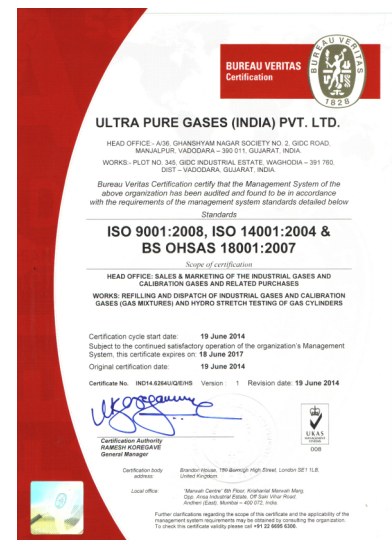 BUREAU VERITAS
Certification
BUREAU VERITAS
1828
ULTRA PURE GASES (INDIA) PVT. LTD.
HEAD OFFICE:- A/36, GHANSHYAM NAGAR SOCIETY NO. 2, GIDC ROAD,
MANJALPUR, VADODARA – 390 011, GUJARAT. INDIA.
WORKS:- PLOT NO. 345, GIDC INDUSTRIAL ESTATE, WAGHODIA – 391 760,
DIST – VADODARA, GUJARAT, INDIA.
Bureau Veritas Certification certify that the Management System of the
above organization has been audited and found to be in accordance
with the requirements of the management system standards detailed below
Standards
ISO 9001:2008, ISO 14001:2004 &
BS OHSAS 18001:2007
Scope of certification
HEAD OFFICE: SALES & MARKETING OF THE INDUSTRIAL GASES AND
CALIBRATION GASES AND RELATED PURCHASES
WORKS: REFILLING AND DISPATCH OF INDUSTRIAL GASES AND CALIBRATION
GASES (GAS MIXTURES) AND HYDRO STRETCH TESTING OF GAS CYLINDERS
Certification cycle start date: 19 June 2014
Subject to the continued satisfactory operation of the organization's Management
System, this certificate expires on: 18 June 2017
Original certification date: 19 June 2014
Certificate No. IND14.6264U/Q/E/HS Version : 1 Revision date: 19 June 2014
Certification Authority
RAMESH KOREGAVE
General Manager
UKAS
MANAGEMENT
SYSTEMS
008
Certification body
address:
Brandon House, 180 Borough High Street, London SE1 1LB,
United Kingdom
Local office
"Marwah Centre" 6th Floor, Krishanlal Marwah Marg
Opp. Ansa Industrial Estate, Off Saki Vihar Road
Andheri (East), Mumbai – 400 072, India.
Further clarifications regarding the scope of this certificate and the applicability of the
management system requirements may be obtained by consulting the organization.
To check this certificate validity please call +91 22 6695 6300.